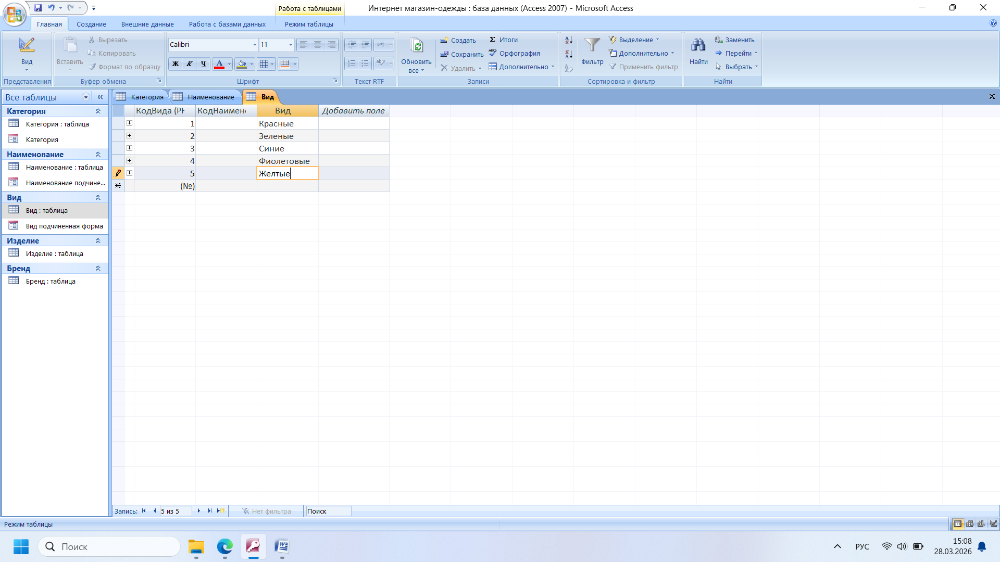 Работа с таблицами
Интернет магазин-одежды : база данных (Access 2007) - Microsoft Access
Главная Создание Внешние данные Работа с базами данных Режим таблицы
Вид
Представления
Вставить
Вырезать
Копировать
Формат по образцу
Буфер обмена
Calibri 11
Ж К Ч А
Шрифт
Текст RTF
Обновить все
Создать
Сохранить
Удалить
Итоги
Орфография
Дополнительно
Записи
Фильтр
Выделение
Дополнительно
Применить фильтр
Сортировка и фильтр
Найти
Заменить
Перейти
Выбрать
Найти
Все таблицы
Категория
Категория : таблица
Категория
Наименование
Наименование : таблица
Наименование подчине...
Вид
Вид : таблица
Вид подчиненная форма
Изделие
Изделие : таблица
Бренд
Бренд : таблица
Категория Наименование Вид
КодВида (PK КодНаимен Вид Добавить поле
1 Красные
2 Зеленые
3 Синие
4 Фиолетовые
5 Желтые
(№)
Запись: 5 из 5 Нет фильтра Поиск
Режим таблицы
Поиск
РУС
15:08
28.03.2026